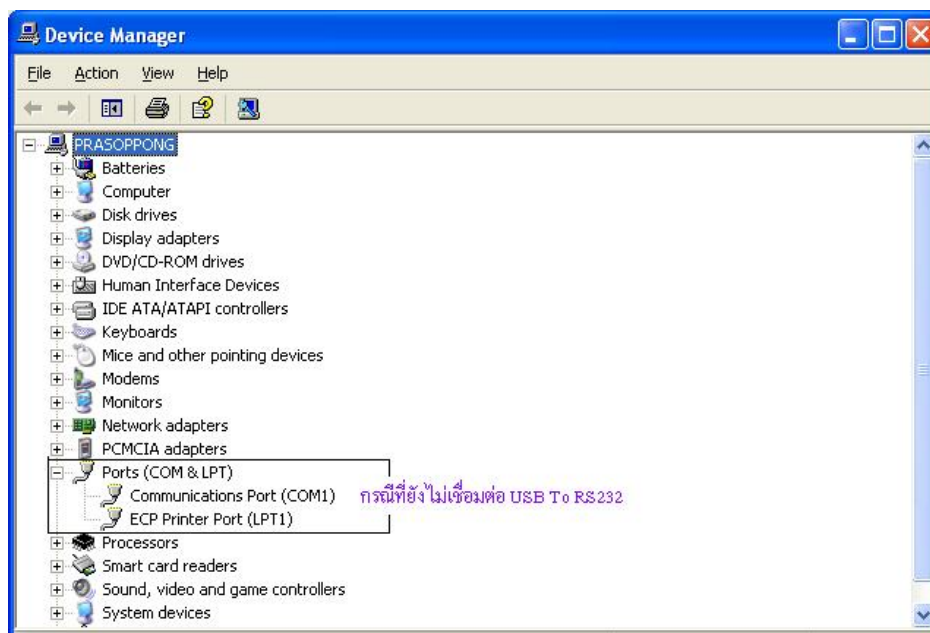 Device Manager
File Action View Help
PRASOPPONG
Batteries
Computer
Disk drives
Display adapters
DVD/CD-ROM drives
Human Interface Devices
IDE ATA/ATAPI controllers
Keyboards
Mice and other pointing devices
Modems
Monitors
Network adapters
PCMCIA adapters
Ports (COM & LPT)
Communications Port (COM1)
กรณีที่ยังไม่เชื่อมต่อ USB To RS232
ECP Printer Port (LPT1)
Processors
Smart card readers
Sound, video and game controllers
System devices